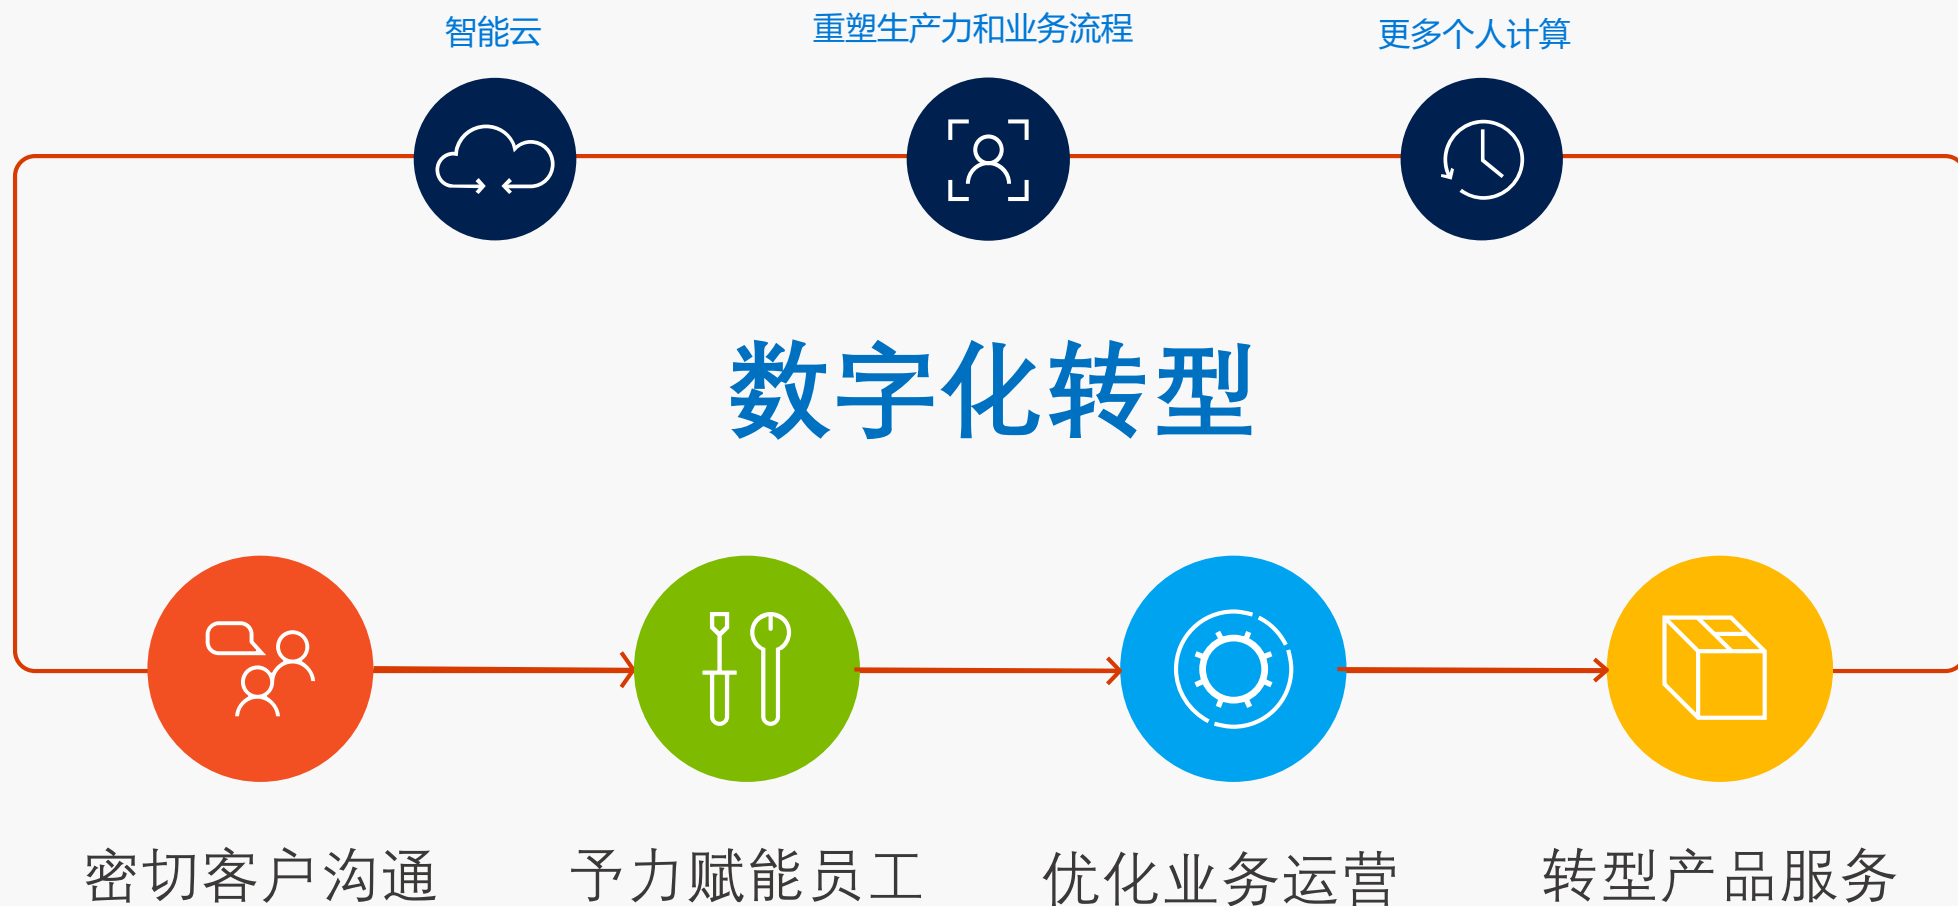 智能云
重塑生产力和业务流程
更多个人计算
数字化转型
密切客户沟通
予力赋能员工
优化业务运营
转型产品服务